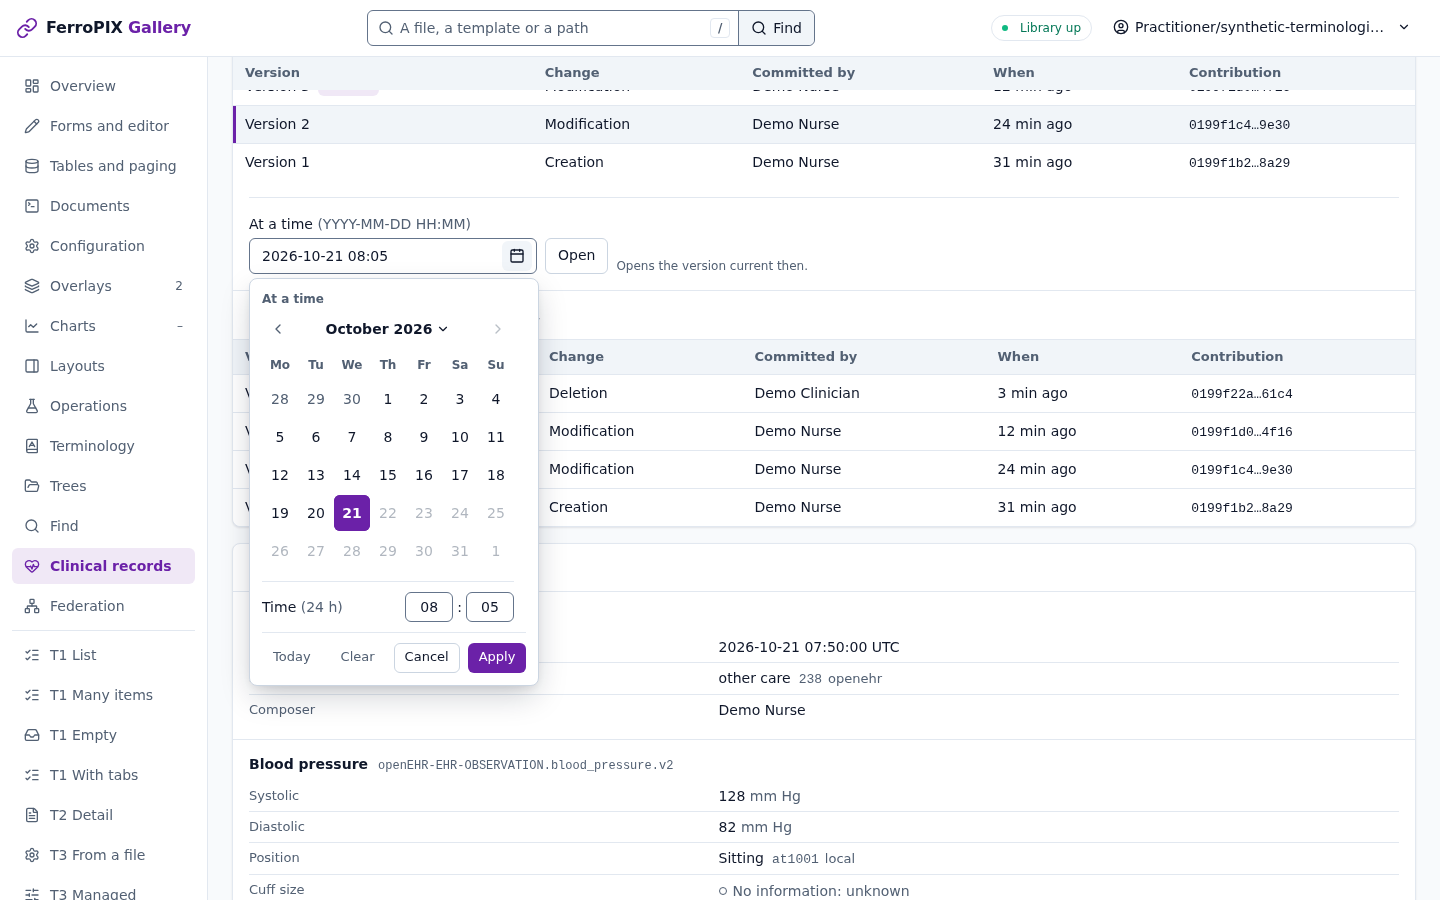 FerroPIX Gallery
A file, a template or a path
/
Find
Library up
Practitioner/synthetic-terminologi…
Overview
Forms and editor
Tables and paging
Documents
Configuration
Overlays 2
Charts –
Layouts
Operations
Terminology
Trees
Find
Clinical records
Federation
T1 List
T1 Many items
T1 Empty
T1 With tabs
T2 Detail
T3 From a file
T3 Managed
Version Change Committed by When Contribution
Version 2 Modification Demo Nurse 24 min ago 0199f1c4…9e30
Version 1 Creation Demo Nurse 31 min ago 0199f1b2…8a29
At a time (YYYY-MM-DD HH:MM)
2026-10-21 08:05
Open
Opens the version current then.
At a time
October 2026
Mo Tu We Th Fr Sa Su
28 29 30 1 2 3 4
5 6 7 8 9 10 11
12 13 14 15 16 17 18
19 20 21 22 23 24 25
26 27 28 29 30 31 1
Time (24 h) 08 : 05
Today Clear Cancel Apply
Change Committed by When Contribution
Deletion Demo Clinician 3 min ago 0199f22a…61c4
Modification Demo Nurse 12 min ago 0199f1d0…4f16
Modification Demo Nurse 24 min ago 0199f1c4…9e30
Creation Demo Nurse 31 min ago 0199f1b2…8a29
2026-10-21 07:50:00 UTC
other care 238 openehr
Composer Demo Nurse
Blood pressure openEHR-EHR-OBSERVATION.blood_pressure.v2
Systolic 128 mm Hg
Diastolic 82 mm Hg
Position Sitting at1001 local
Cuff size No information: unknown